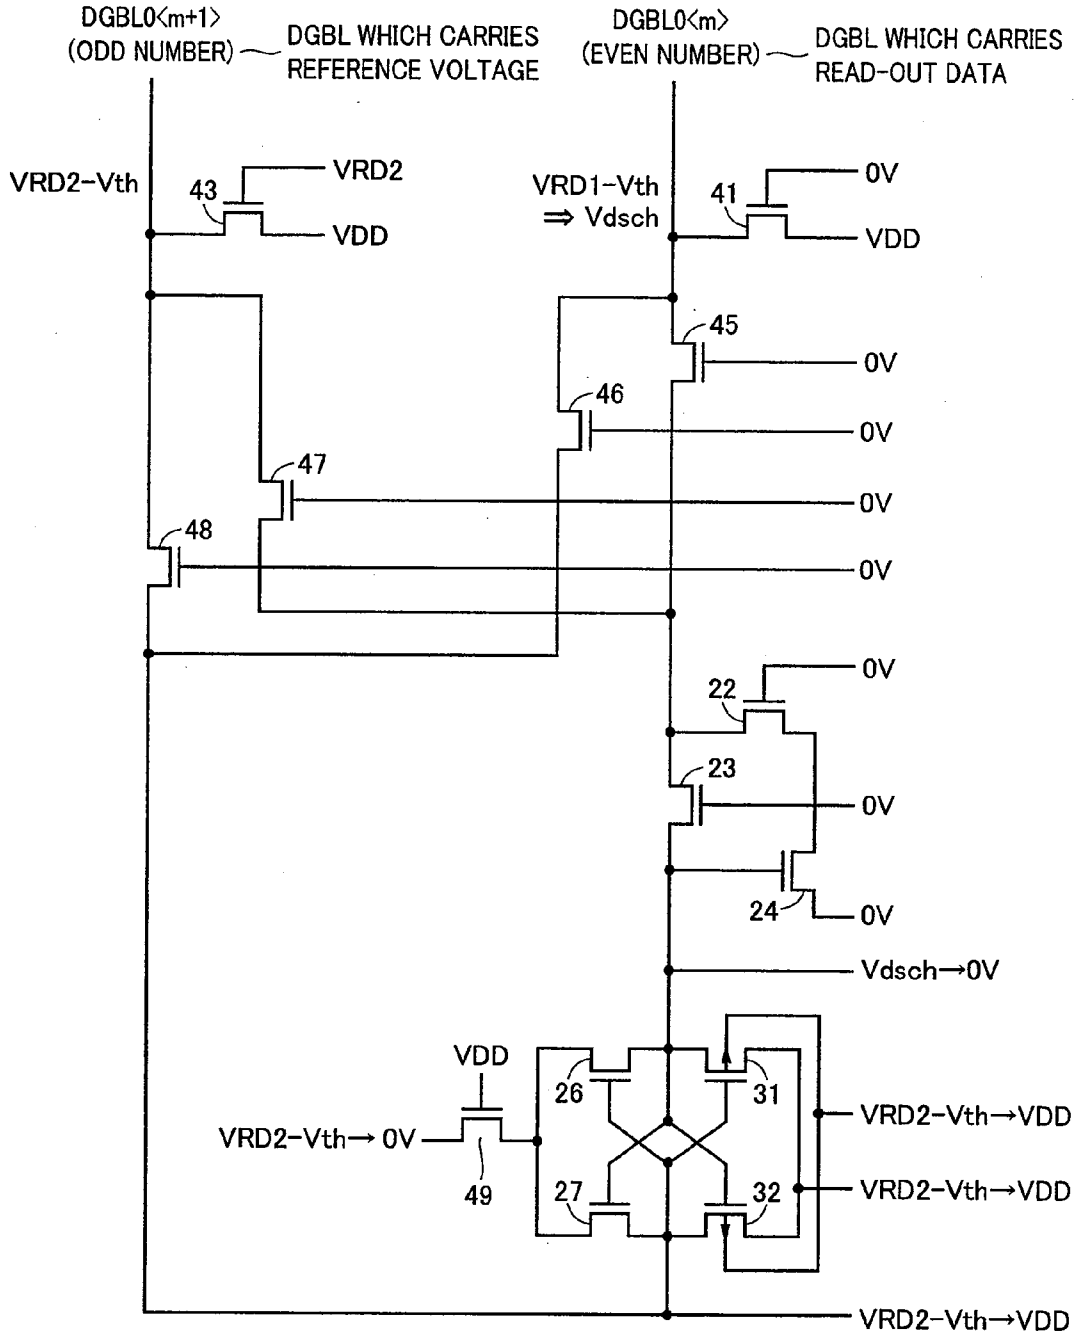 DGBL0<m+1>
(ODD NUMBER)
DGBL WHICH CARRIES
REFERENCE VOLTAGE
DGBL0<m>
(EVEN NUMBER)
DGBL WHICH CARRIES
READ-OUT DATA
VRD2-Vth
43
VRD2
VDD
VRD1-Vth
⇒ Vdsch
41
0V
VDD
45
0V
46
0V
47
0V
48
0V
22
0V
23
0V
24
0V
Vdsch→0V
VDD
26
31
VRD2-Vth→0V
49
VRD2-Vth→VDD
27
32
VRD2-Vth→VDD
VRD2-Vth→VDD